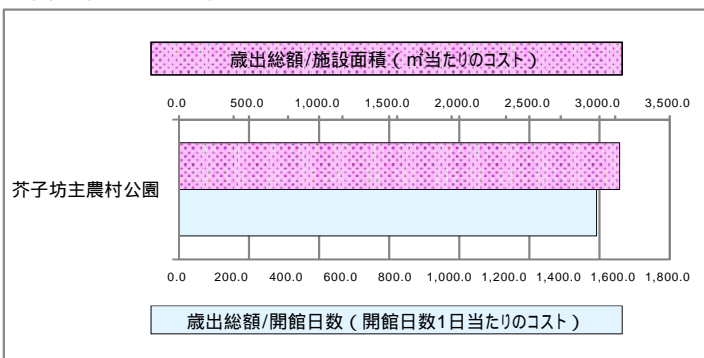 歳出総額/施設面積（㎡当たりのコスト）
0.0 500.0 1,000.0 1,500.0 2,000.0 2,500.0 3,000.0 3,500.0
芥子坊主農村公園
0.0 200.0 400.0 600.0 800.0 1,000.0 1,200.0 1,400.0 1,600.0 1,800.0
歳出総額/開館日数（開館日数1日当たりのコスト）